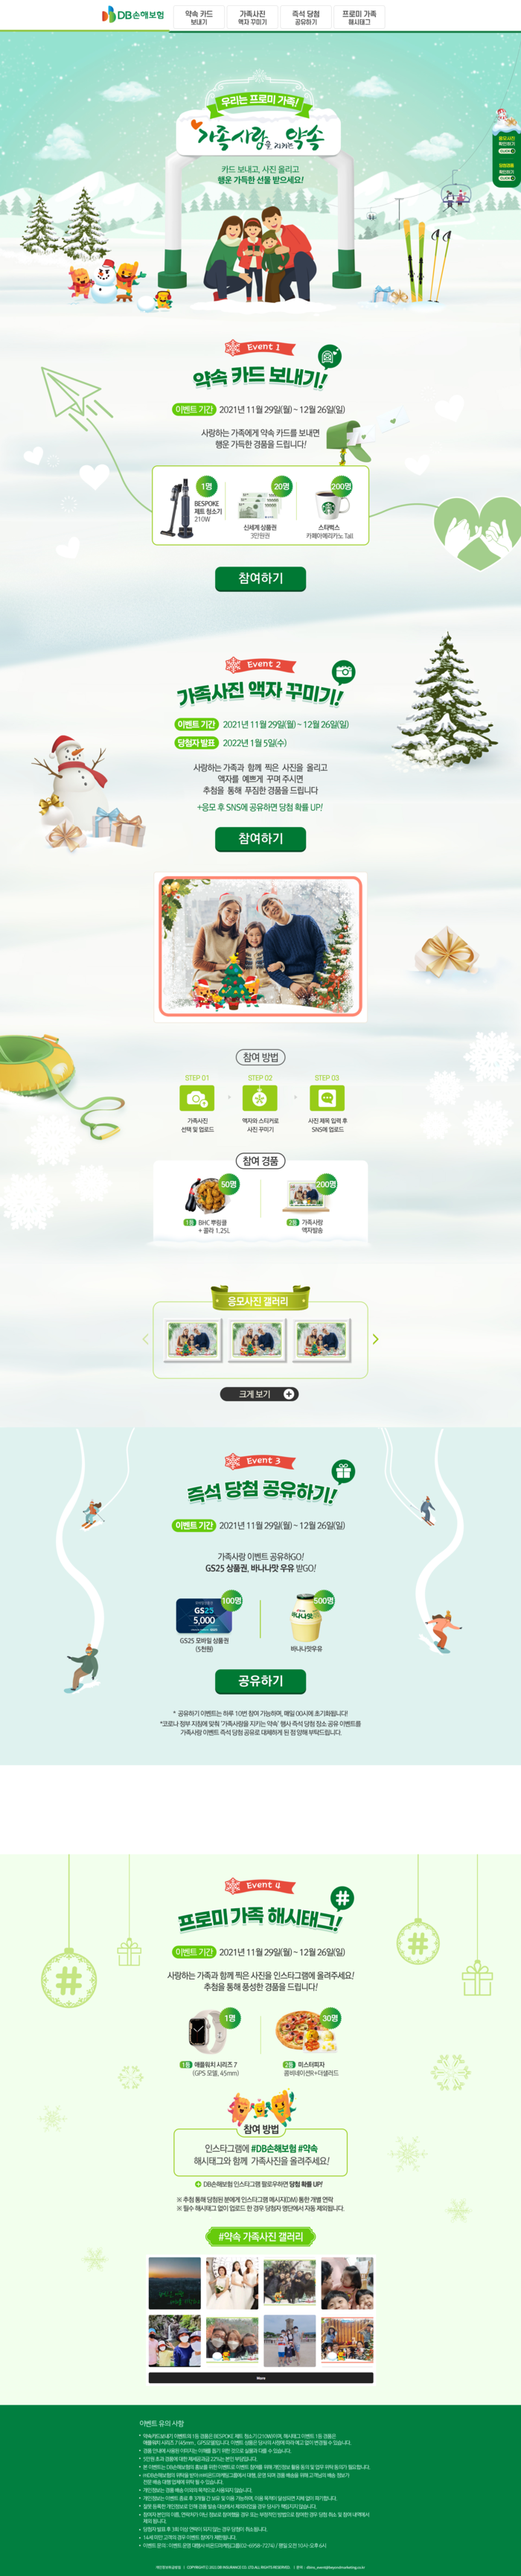 DB손해보험
약속 카드
보내기
가족사진
액자 꾸미기
즉석 당첨
공유하기
프로미 가족
해시태그
응모사진
확인하기
우리는 프로미 가족!
가족사랑을 지키는 약속
카드 보내고, 사진 올리고
행운 가득한 선물 받으세요!
Event 1
약속 카드 보내기!
이벤트 기간 2021년 11월 29일(월) ~ 12월 26일(일)
사랑하는 가족에게 약속 카드를 보내면
행운 가득한 경품을 드립니다!
1명
20명
200명
BESPOKE
제트 청소기
210W
신세계 상품권
3만원권
스타벅스
카페아메리카노 Tall
참여하기
Event 2
가족사진 액자 꾸미기!
이벤트 기간 2021년 11월 29일(월) ~ 12월 26일(일)
당첨자 발표 2022년 1월 5일(수)
사랑하는 가족과 함께 찍은 사진을 올리고
액자를 예쁘게 꾸며 주시면
추첨을 통해 푸짐한 경품을 드립니다
+응모 후 SNS에 공유하면 당첨 확률 UP!
참여하기
참여 방법
STEP 01
STEP 02
STEP 03
가족사진
선택 및 업로드
액자와 스티커로
사진 꾸미기
사진 제목 입력 후
SNS에 업로드
참여 경품
50명
200명
1등 BHC 뿌링클
+ 콜라 1.25L
2등 가족사랑
액자발송
응모사진 갤러리
크게 보기
Event 3
즉석 당첨 공유하기!
이벤트 기간 2021년 11월 29일(월) ~ 12월 26일(일)
가족사랑 이벤트 공유하GO!
GS25 상품권, 바나나맛 우유 받GO!
100명
500명
GS25
5,000
바나나맛
GS25 모바일 상품권
(5천원)
바나나맛우유
공유하기
* 공유하기 이벤트는 하루 10번 참여 가능하며, 매일 00시에 초기화됩니다!
*코로나 정부 지침에 맞춰 '가족사랑을 지키는 약속' 행사 즉석 당첨 장소 공유 이벤트를
가족사랑 이벤트 즉석 당첨 공유로 대체하게 된 점 양해 부탁드립니다.
Event 4
프로미 가족 해시태그!
이벤트 기간 2021년 11월 29일(월) ~ 12월 26일(일)
사랑하는 가족과 함께 찍은 사진을 인스타그램에 올려주세요!
추첨을 통해 풍성한 경품을 드립니다!
1명
30명
1등 애플워치 시리즈 7
(GPS 모델, 45mm)
2등 미스터피자
콤비네이션R+더샐러드
참여 방법
인스타그램에 #DB손해보험 #약속
해시태그와 함께 가족사진을 올려주세요!
DB손해보험 인스타그램 팔로우하면 당첨 확률 UP!
※ 추첨 통해 당첨된 분에게 인스타그램 메시지(DM) 통한 개별 연락
※ 필수 해시태그 없이 업로드 한 경우 당첨자 명단에서 자동 제외됩니다.
#약속 가족사진 갤러리
More
이벤트 유의 사항